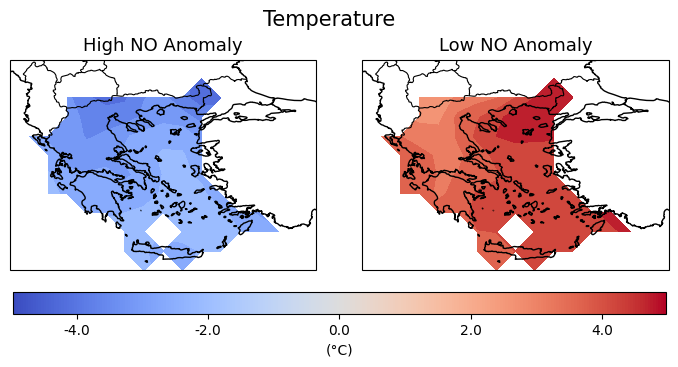 Temperature
High NO Anomaly
Low NO Anomaly
-4.0 -2.0 0.0 2.0 4.0
(°C)